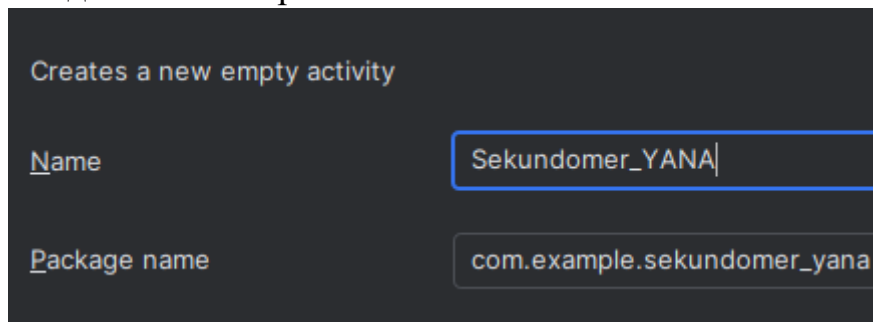 Creates a new empty activity
Name
Sekundomer_YANA
Package name
com.example.sekundomer_yana